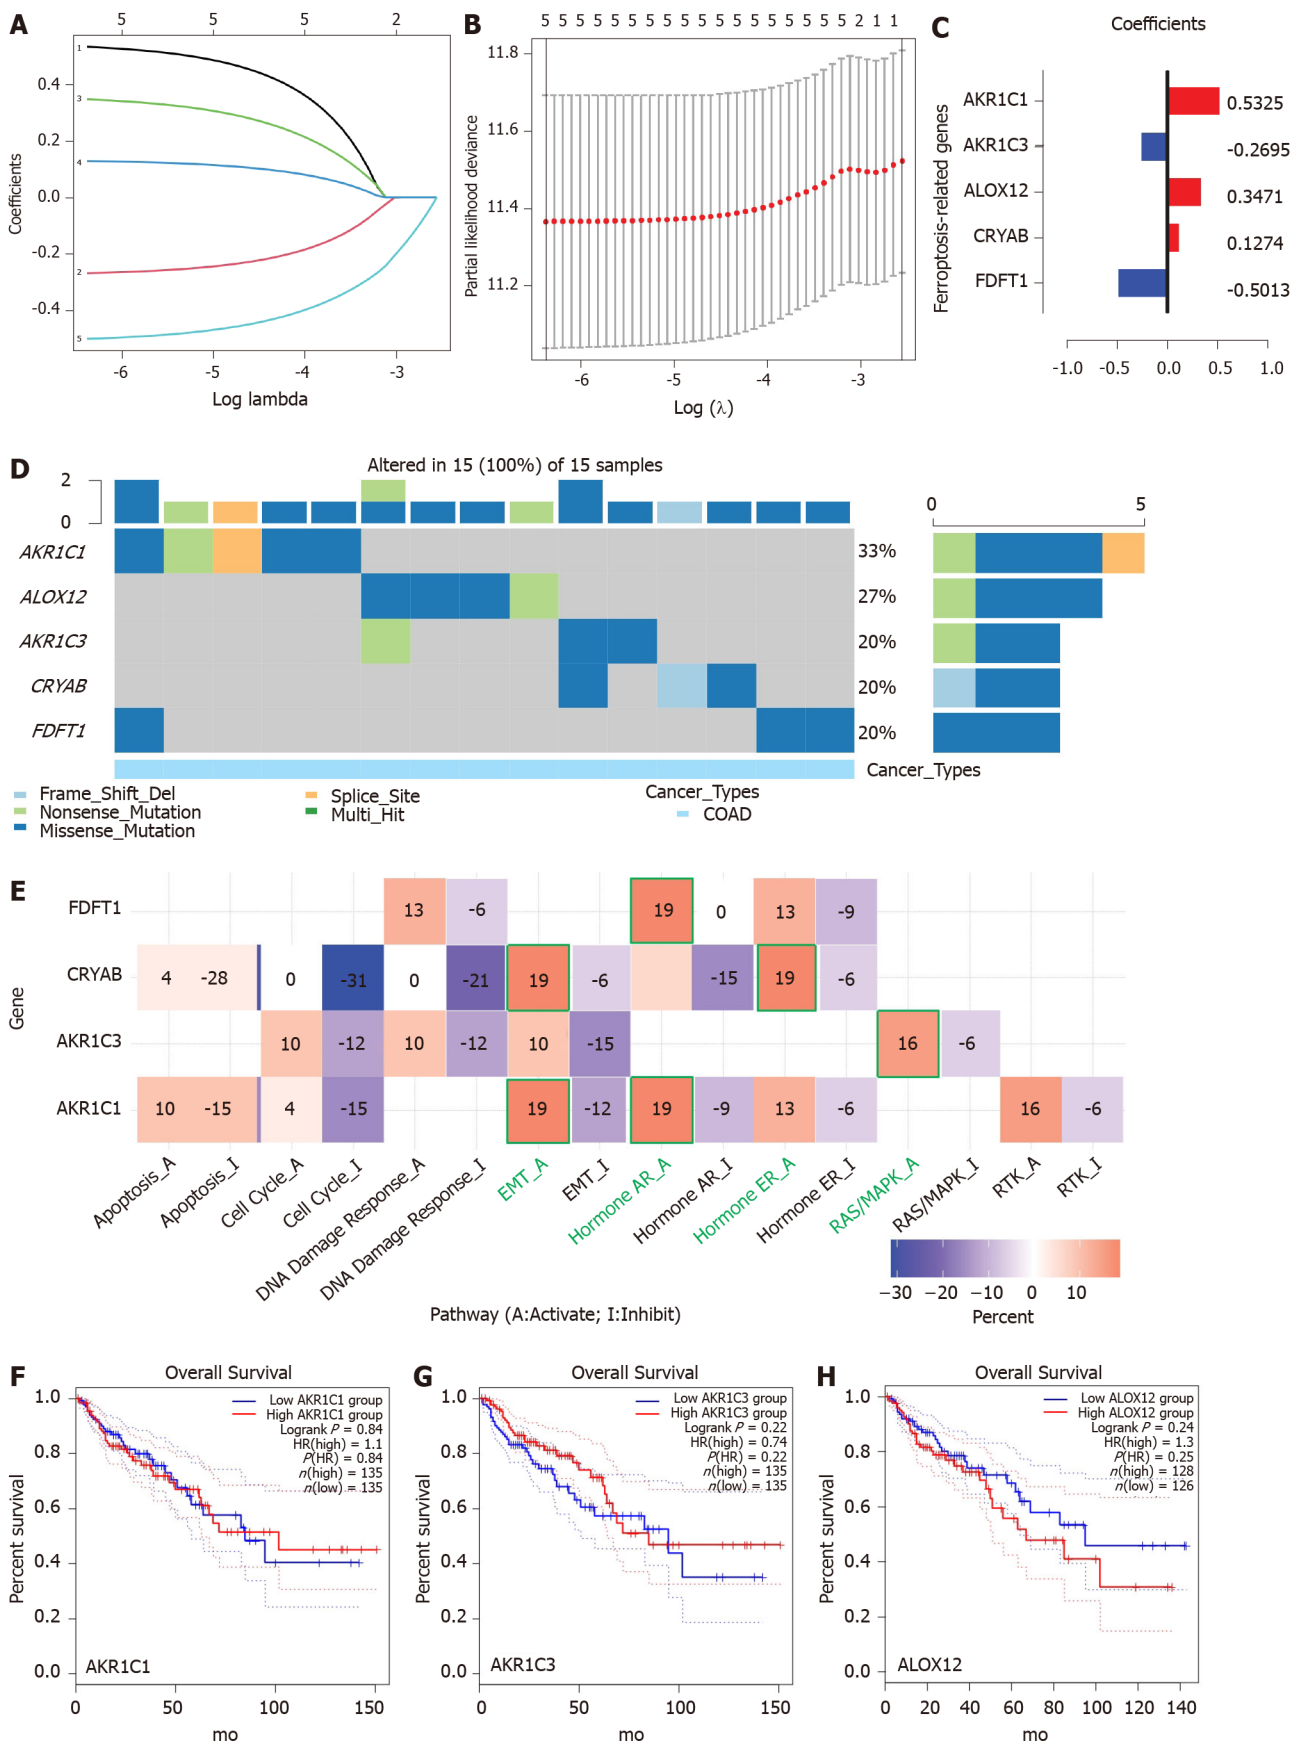 A
5 5 5 2
1
3
4
2
5
0.4
0.2
0.0
-0.2
-0.4
Coefficients
-6 -5 -4 -3
Log lambda
B
5 5 5 5 5 5 5 5 5 5 5 5 5 5 5 2 1 1
11.8
11.6
11.4
11.2
Partial likelihood deviance
-6 -5 -4 -3
Log (λ)
C
Coefficients
Ferroptosis-related genes
AKR1C1 0.5325
AKR1C3 -0.2695
ALOX12 0.3471
CRYAB 0.1274
FDFT1 -0.5013
-1.0 -0.5 0.0 0.5 1.0
D
Altered in 15 (100%) of 15 samples
2
0
0 5
AKR1C1 33%
ALOX12 27%
AKR1C3 20%
CRYAB 20%
FDFT1 20%
Cancer_Types
Frame_Shift_Del
Nonsense_Mutation
Missense_Mutation
Splice_Site
Multi_Hit
Cancer_Types
COAD
E
Gene
FDFT1 13 -6 19 0 13 -9
CRYAB 4 -28 0 -31 0 -21 19 -6 -15 19 -6
AKR1C3 10 -12 10 -12 10 -15 16 -6
AKR1C1 10 -15 4 -15 19 -12 19 -9 13 -6 16 -6
Apoptosis_A
Apoptosis_I
Cell Cycle_A
Cell Cycle_I
DNA Damage Response_A
DNA Damage Response_I
EMT_A
EMT_I
Hormone AR_A
Hormone AR_I
Hormone ER_A
Hormone ER_I
RAS/MAPK_A
RAS/MAPK_I
RTK_A
RTK_I
−30 −20 −10 0 10
Percent
Pathway (A:Activate; I:Inhibit)
F
Overall Survival
Low AKR1C1 group
High AKR1C1 group
Logrank P = 0.84
HR(high) = 1.1
P(HR) = 0.84
n(high) = 135
n(low) = 135
1.0
0.8
0.6
0.4
0.2
0.0
Percent survival
AKR1C1
0 50 100 150
mo
G
Overall Survival
Low AKR1C3 group
High AKR1C3 group
Logrank P = 0.22
HR(high) = 0.74
P(HR) = 0.22
n(high) = 135
n(low) = 135
1.0
0.8
0.6
0.4
0.2
0.0
Percent survival
AKR1C3
0 50 100 150
mo
H
Overall Survival
Low ALOX12 group
High ALOX12 group
Logrank P = 0.24
HR(high) = 1.3
P(HR) = 0.25
n(high) = 128
n(low) = 126
1.0
0.8
0.6
0.4
0.2
0.0
Percent survival
ALOX12
0 20 40 60 80 100 120 140
mo